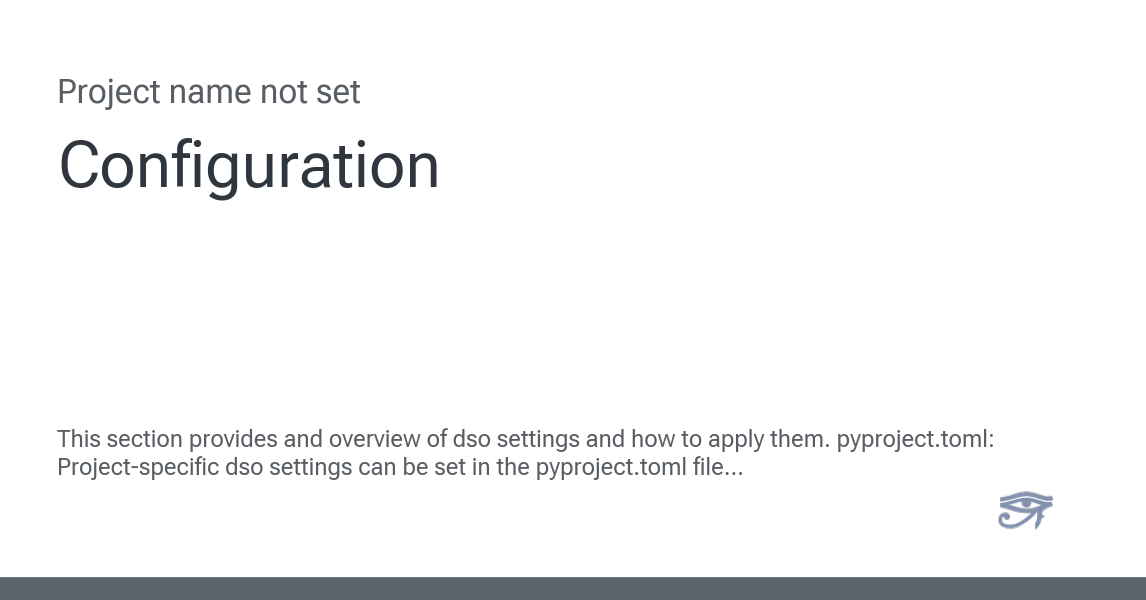 Project name not set
Configuration
This section provides and overview of dso settings and how to apply them. pyproject.toml:
Project-specific dso settings can be set in the pyproject.toml file...